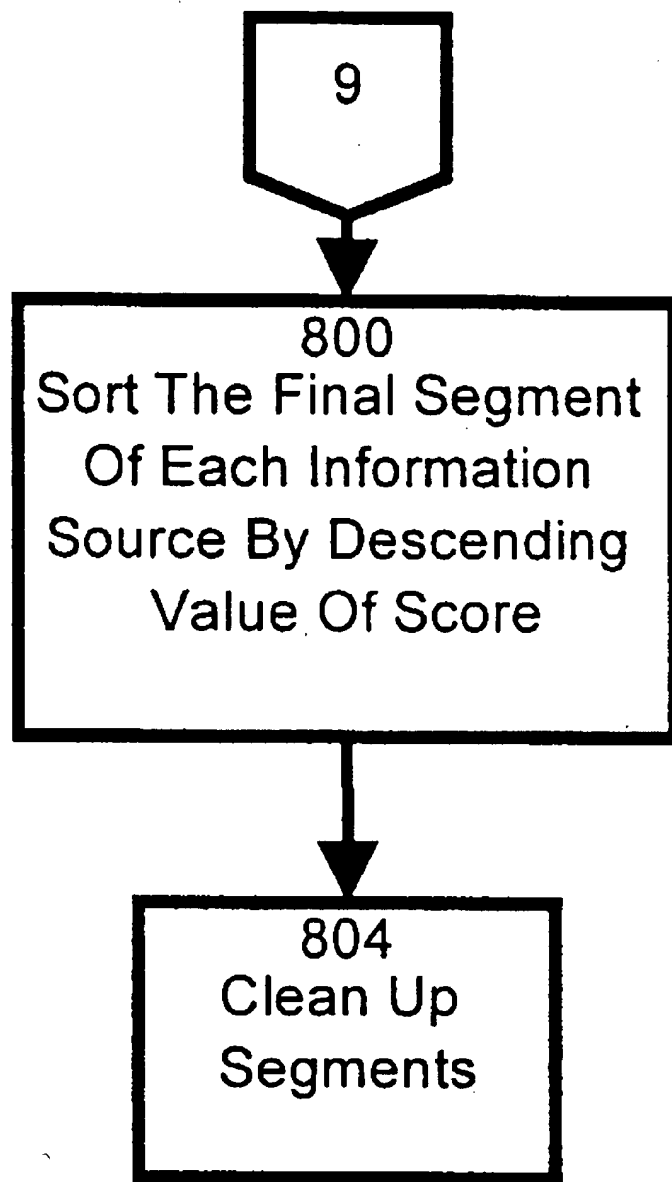 9
800
Sort The Final Segment
Of Each Information
Source By Descending
Value Of Score
804
Clean Up
Segments